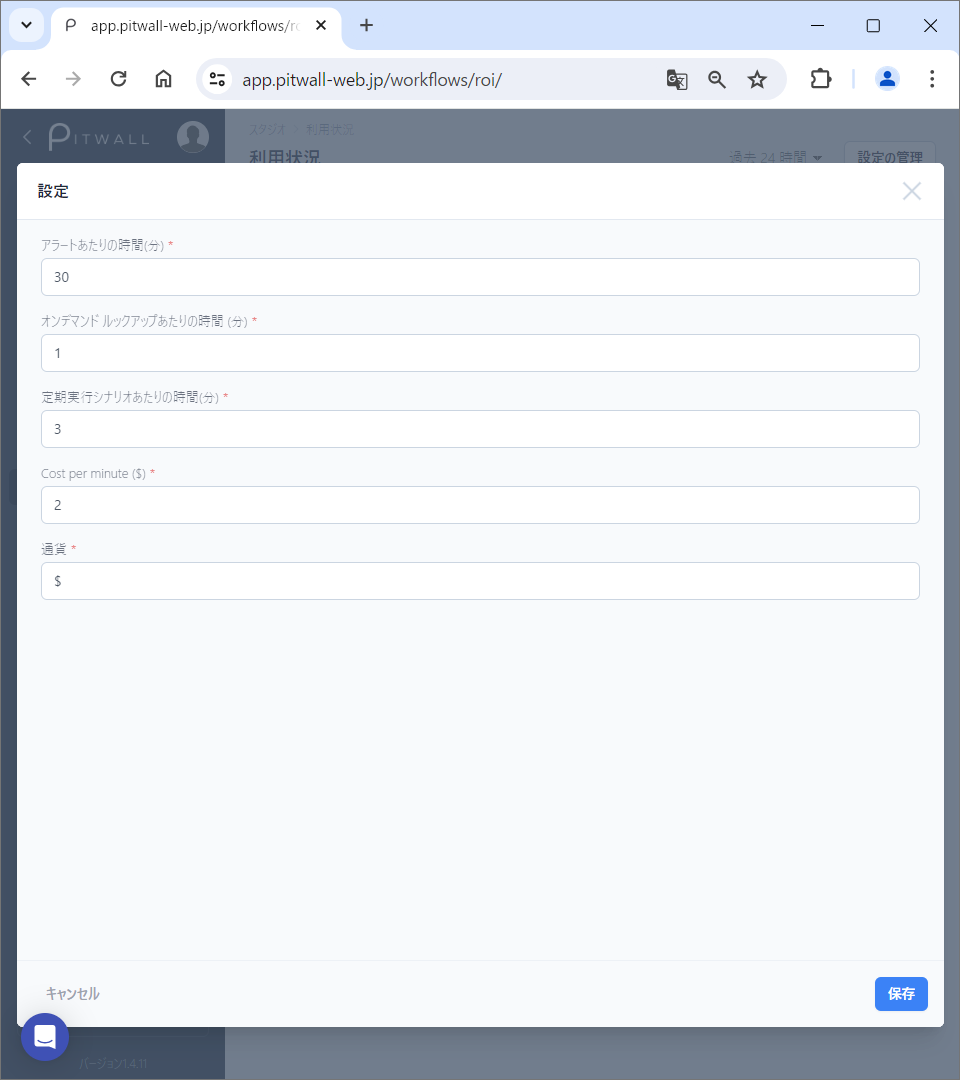 app.pitwall-web.jp/workflows/ro
app.pitwall-web.jp/workflows/roi/
PITWALL
スタジオ 利用状況
利用状況
過去 24 時間
設定の管理
設定
アラートあたりの時間(分) *
30
オンデマンド ルックアップあたりの時間 (分) *
1
定期実行シナリオあたりの時間(分) *
3
Cost per minute ($) *
2
通貨 *
$
キャンセル
保存
バージョン1.4.11